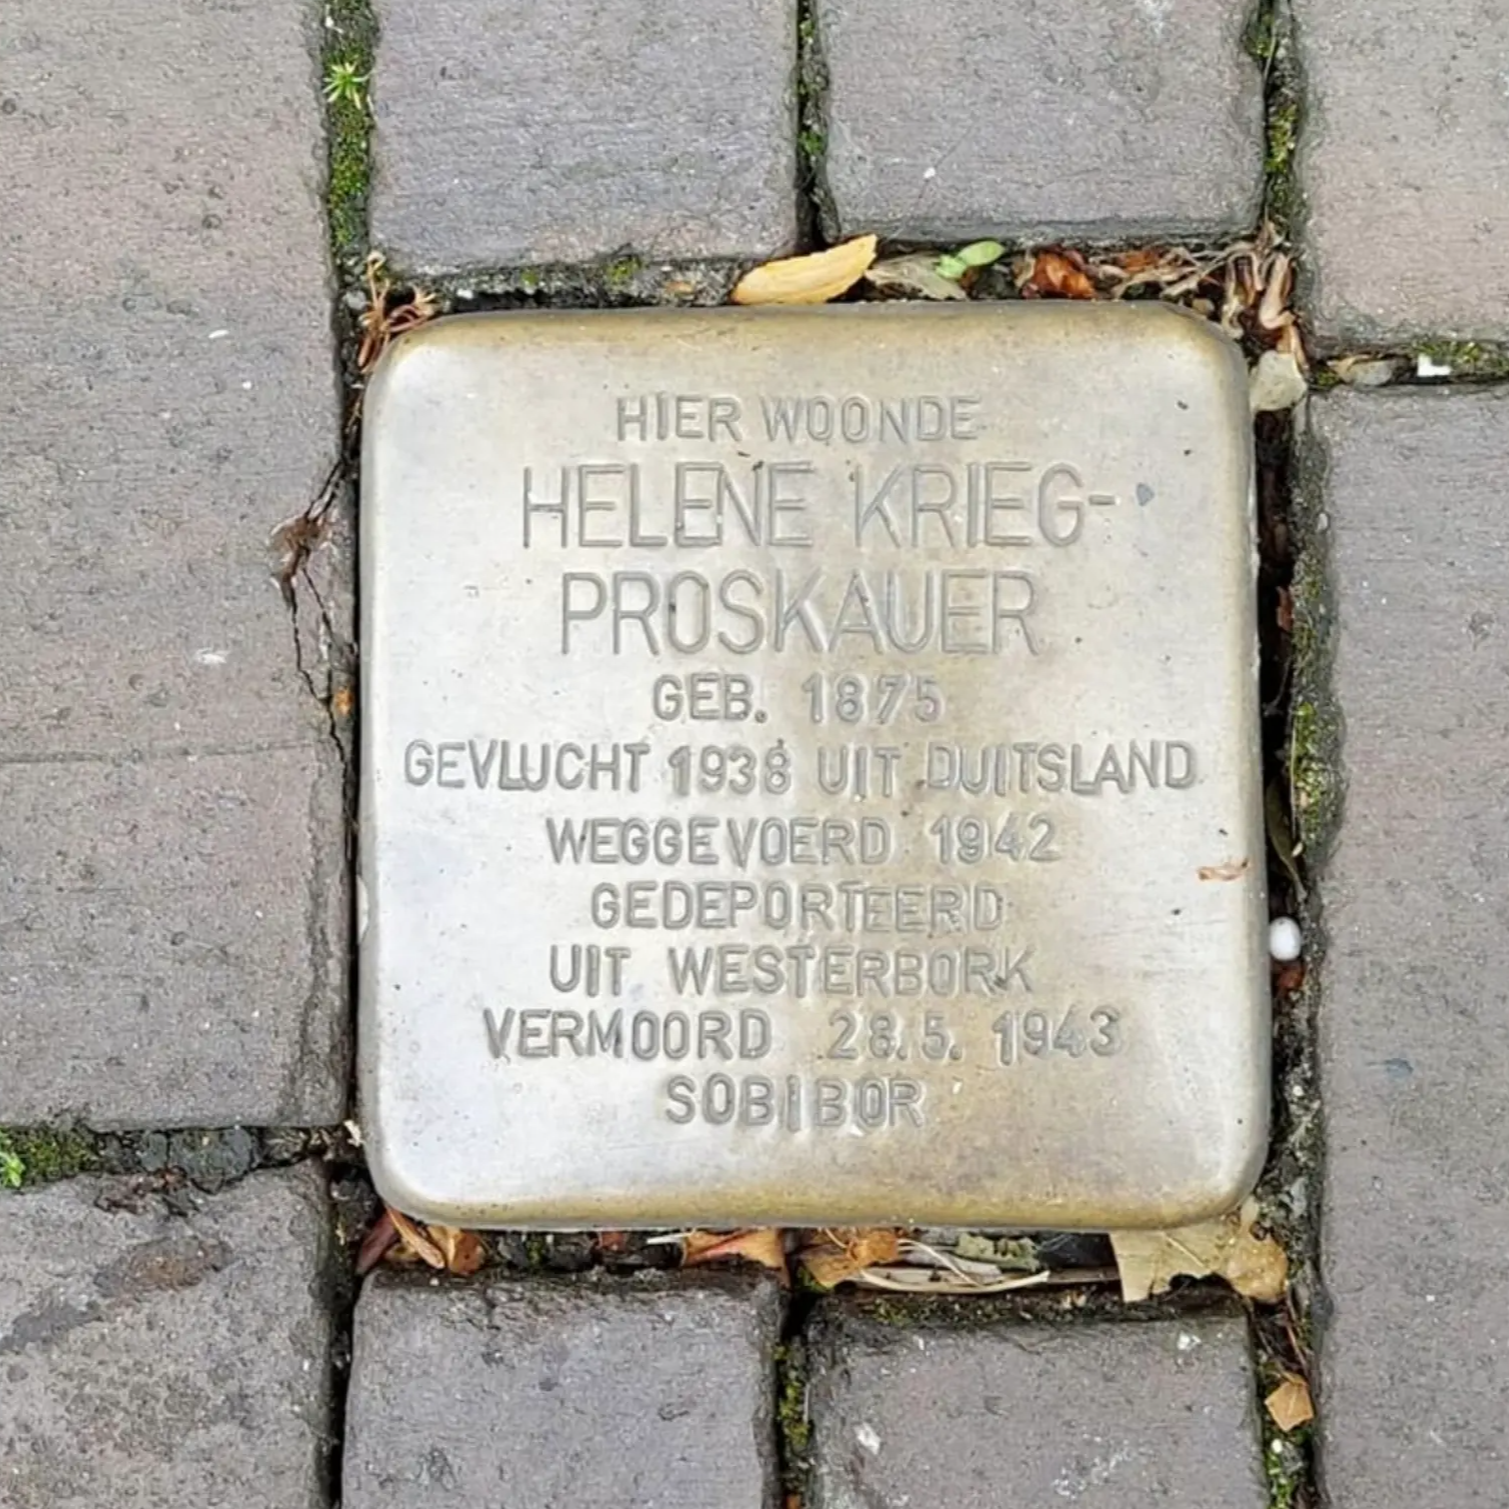 HIER WOONDE
HELENE KRIEG-
PROSKAUER
GEB. 1875
GEVLUCHT 1938 UIT DUITSLAND
WEGGEVOERD 1942
GEDEPORTEERD
UIT WESTERBORK
VERMOORD 28.5.1943
SOBIBOR